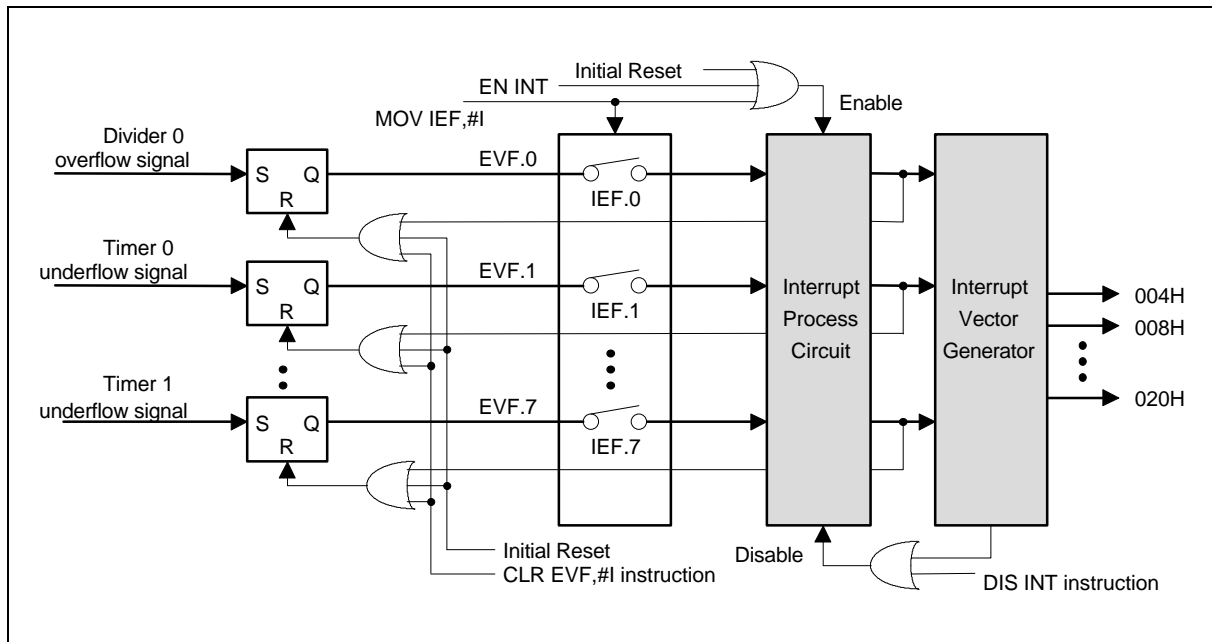 Initial Reset
EN INT
MOV IEF,#I
Enable
Divider 0
overflow signal
S Q
R
EVF.0
IEF.0
Timer 0
underflow signal
S Q
R
EVF.1
IEF.1
Interrupt
Process
Circuit
Interrupt
Vector
Generator
004H
008H
020H
Timer 1
underflow signal
S Q
R
EVF.7
IEF.7
Initial Reset
CLR EVF,#I instruction
Disable
DIS INT instruction